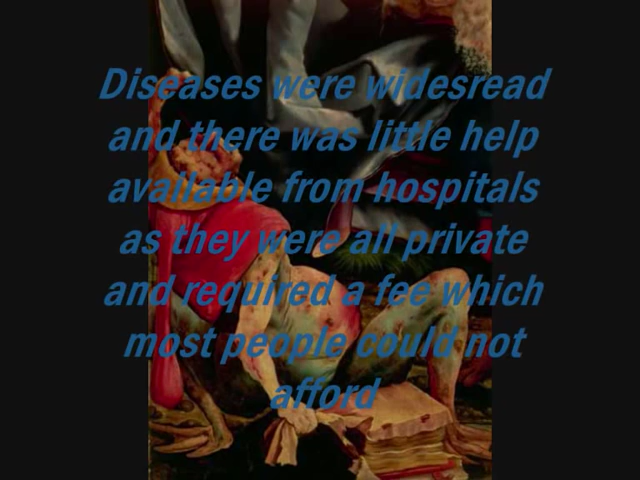 Diseases were widesread
and there was little help
available from hospitals
as they were all private
and required a fee which
most people could not
afford